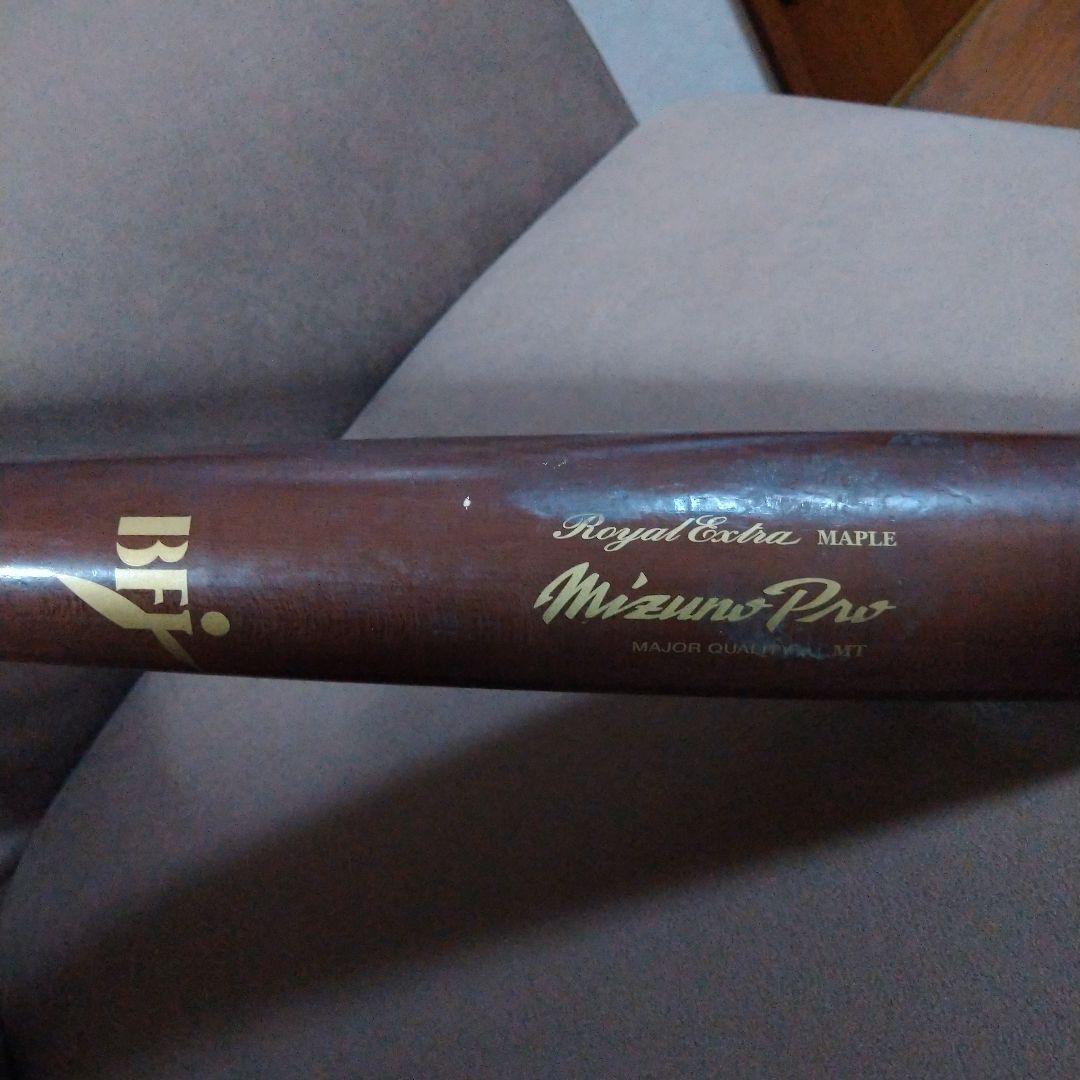 BFJ
Royal Extra MAPLE
Mizuno Pro
MAJOR QUALITY MT